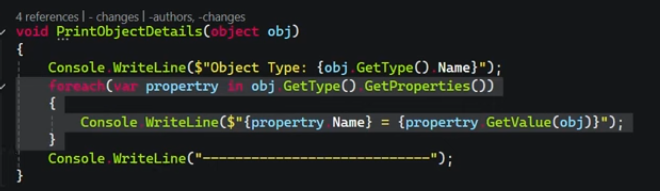 4 references | - changes | -authors, -changes
void PrintObjectDetails(object obj)
{
Console.WriteLine($"Object Type: {obj.GetType().Name}");
foreach(var propertry in obj.GetType().GetProperties())
{
Console.WriteLine($"{propertry.Name} = {propertry.GetValue(obj)}");
}
Console.WriteLine("----------------------------");
}